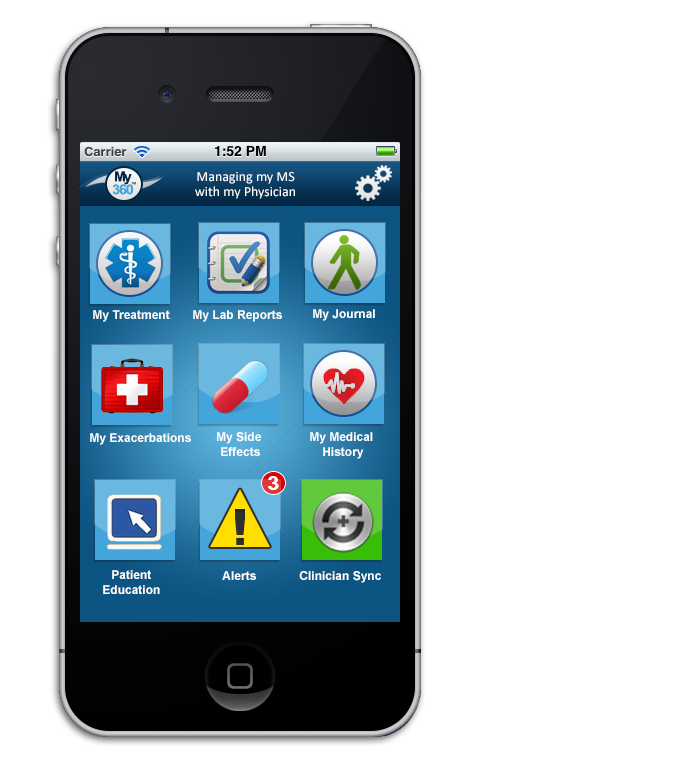 Carrier 1:52 PM
My
360™
Managing my MS
with my Physician
My Treatment
My Lab Reports
My Journal
My Exacerbations
My Side
Effects
My Medical
History
3
Patient
Education
Alerts
Clinician Sync